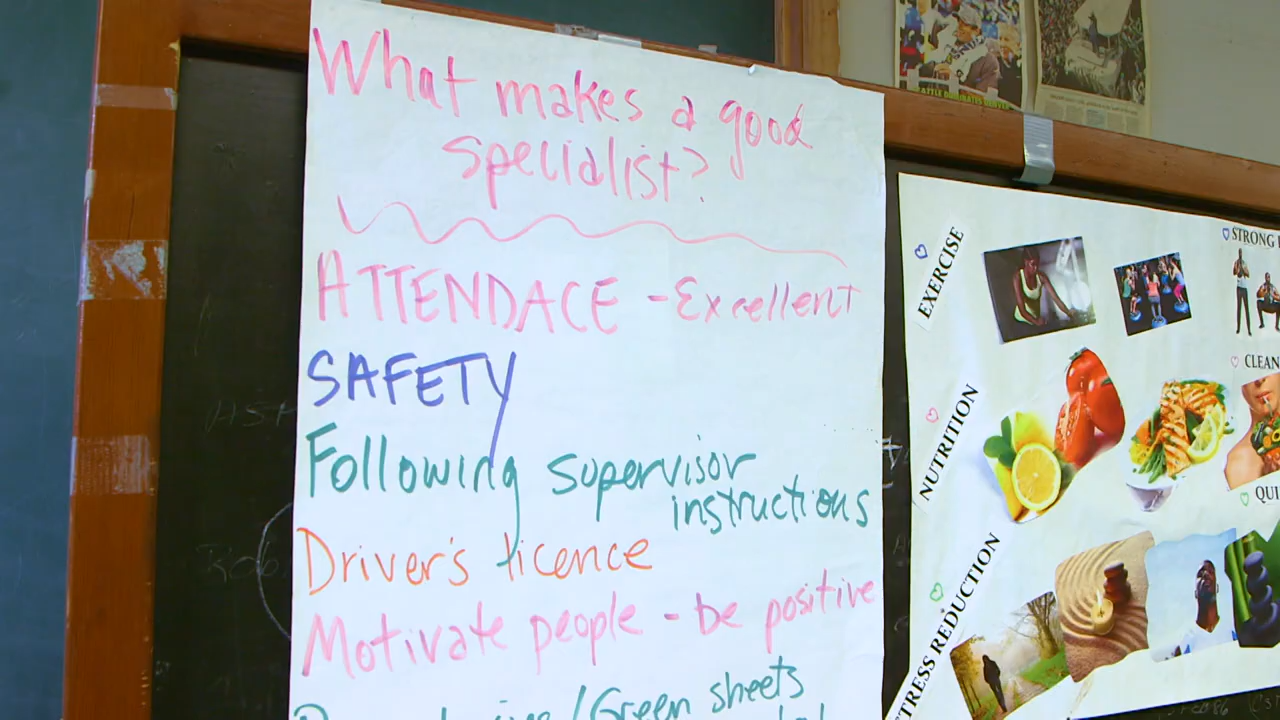 What makes a good
specialist?
ATTENDACE - Excellent
SAFETY
Following supervisor
instructions
Driver's licence
Motivate people - be positive
/Green sheets
EXERCISE
NUTRITION
STRESS REDUCTION
STRONG
CLEAN
QUI